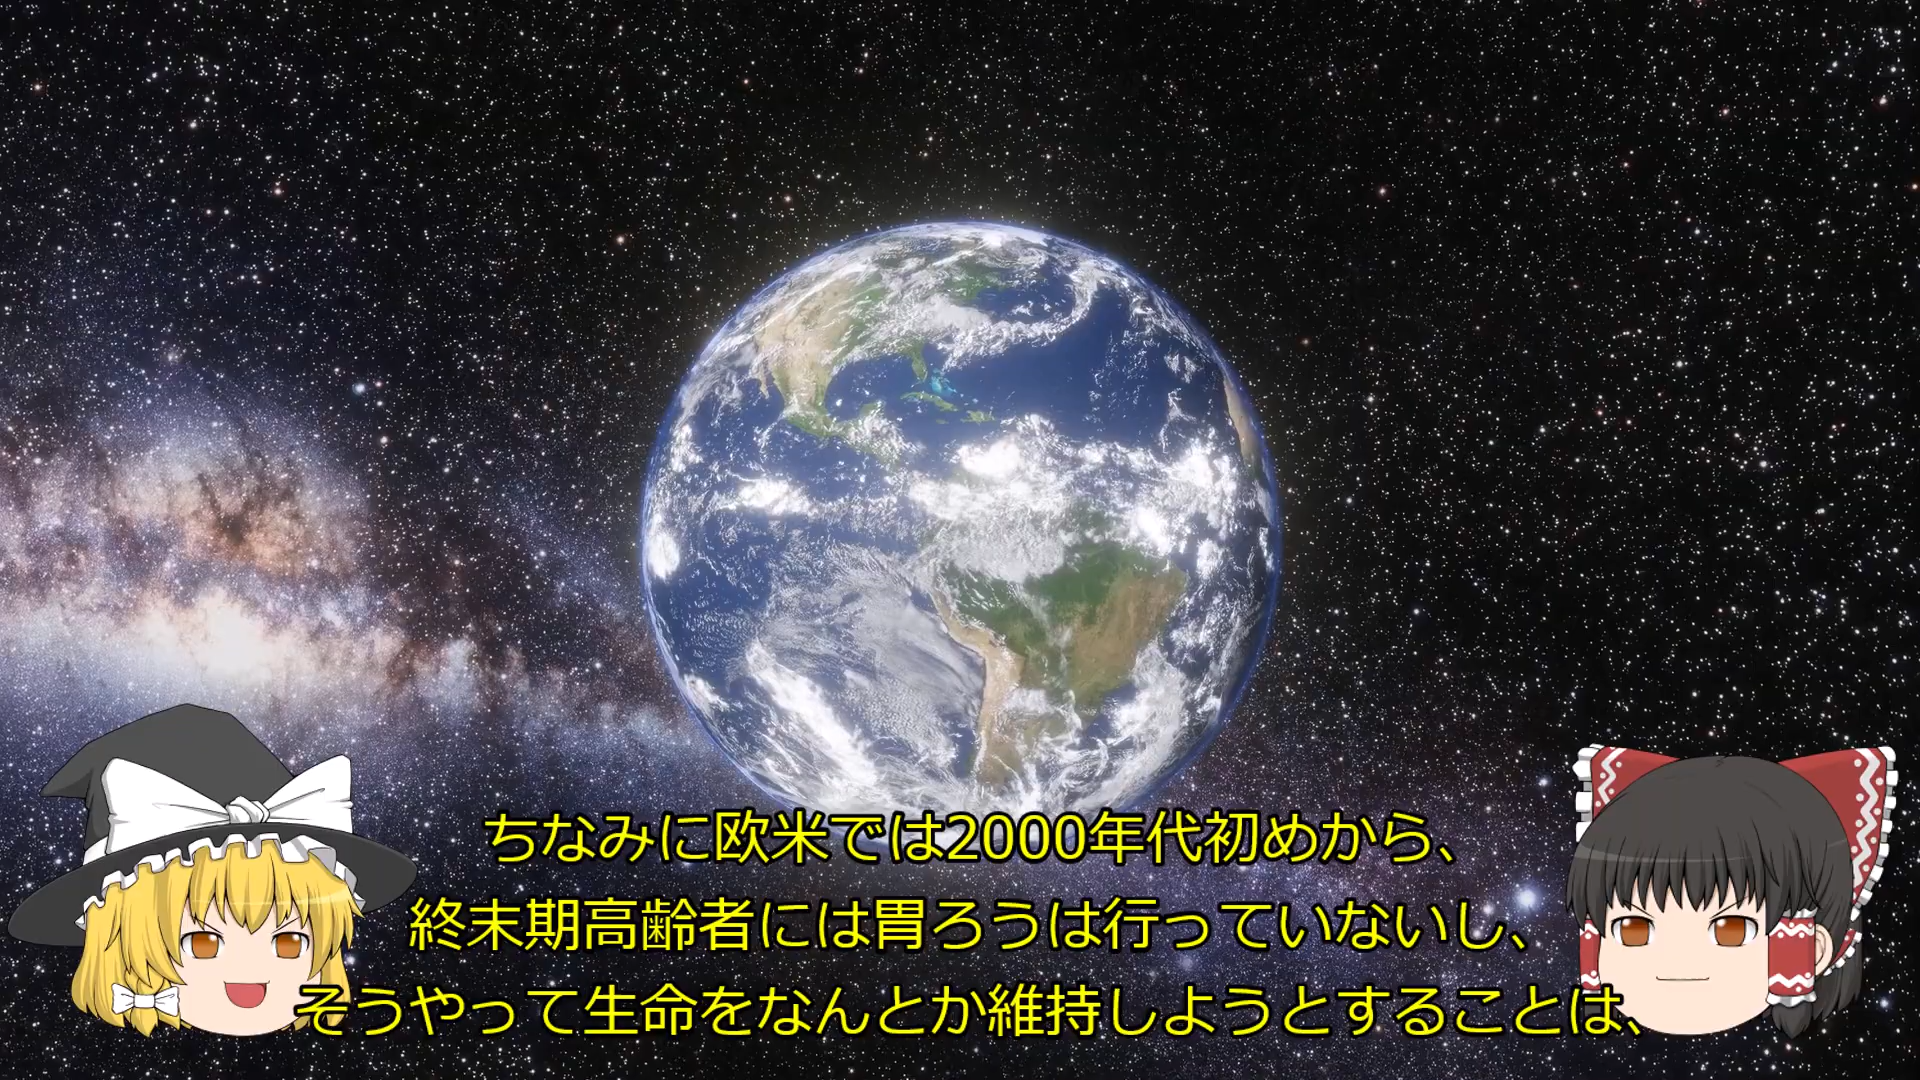 ちなみに欧米では2000年代初めから、
終末期高齢者には胃ろうは行っていないし、
そうやって生命をなんとか維持しようとすることは、